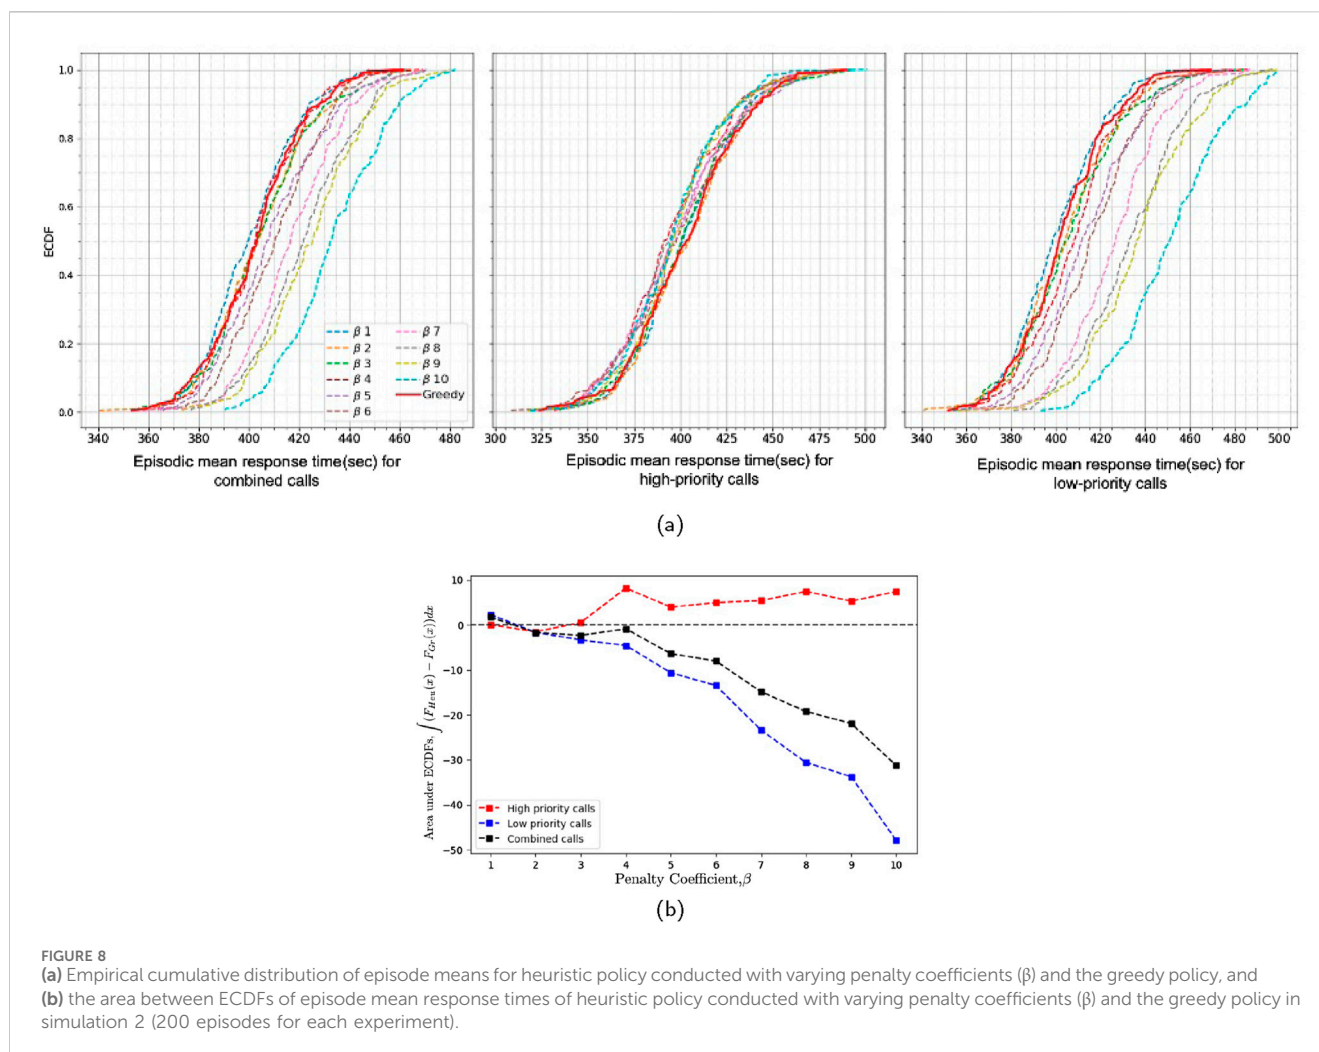 1.0
0.8
0.6
0.4
0.2
0.0
ECDF
β 1
β 2
β 3
β 4
β 5
β 6
β 7
β 8
β 9
β 10
Greedy
340 360 380 400 420 440 460 480
300 325 350 375 400 425 450 475 500
340 360 380 400 420 440 460 480 500
Episodic mean response time(sec) for
combined calls
Episodic mean response time(sec) for
high-priority calls
Episodic mean response time(sec) for
low-priority calls
(a)
10
0
−10
−20
−30
−40
−50
Area under ECDFs, ∫(F_Heu(x) − F_Gr(x))dx
High priority calls
Low priority calls
Combined calls
1 2 3 4 5 6 7 8 9 10
Penalty Coefficient,β
(b)
FIGURE 8
(a) Empirical cumulative distribution of episode means for heuristic policy conducted with varying penalty coefficients (β) and the greedy policy, and
(b) the area between ECDFs of episode mean response times of heuristic policy conducted with varying penalty coefficients (β) and the greedy policy in
simulation 2 (200 episodes for each experiment).